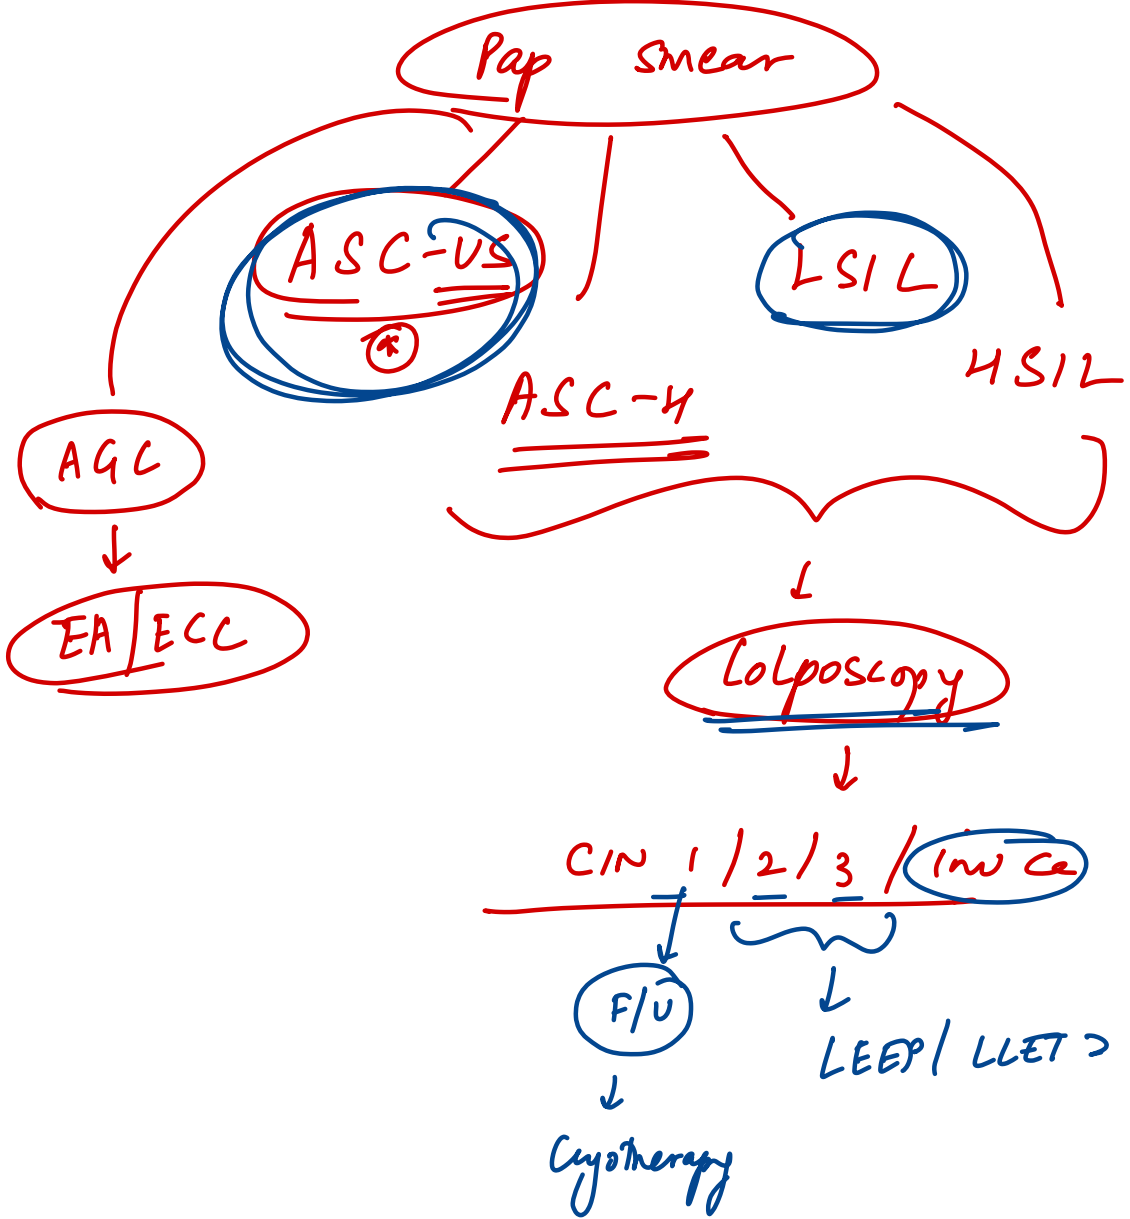 Pap smear
ASC-US
*
LSIL
HSIL
ASC-H
AGC
EA/ECC
Colposcopy
CIN 1/2/3/Inv Ca
F/U
LEEP/LLETZ
Cryotherapy